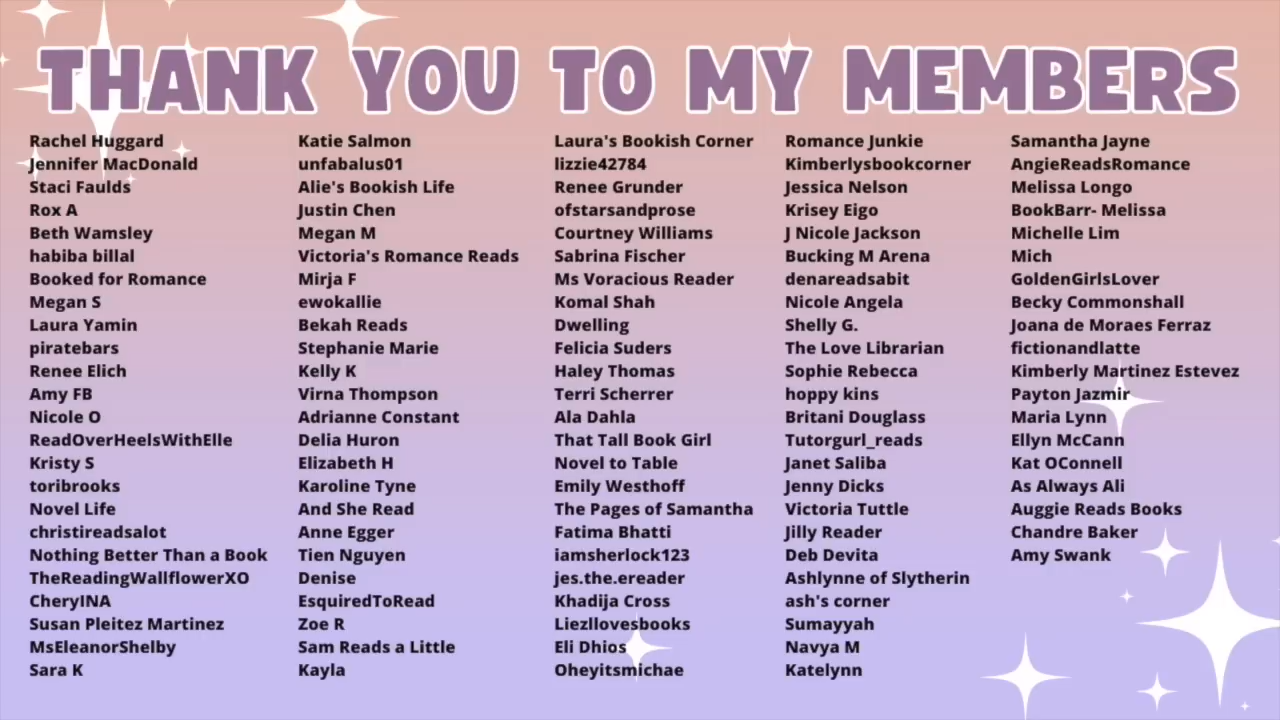 THANK YOU TO MY MEMBERS
Rachel Huggard
Jennifer MacDonald
Staci Faulds
Rox A
Beth Wamsley
habiba billal
Booked for Romance
Megan S
Laura Yamin
piratebars
Renee Elich
Amy FB
Nicole O
ReadOverHeelsWithElle
Kristy S
toribrooks
Novel Life
christireadsalot
Nothing Better Than a Book
TheReadingWallflowerXO
CheryINA
Susan Pleitez Martinez
MsEleanorShelby
Sara K
Katie Salmon
unfabalus01
Alie's Bookish Life
Justin Chen
Megan M
Victoria's Romance Reads
Mirja F
ewokallie
Bekah Reads
Stephanie Marie
Kelly K
Virna Thompson
Adrianne Constant
Delia Huron
Elizabeth H
Karoline Tyne
And She Read
Anne Egger
Tien Nguyen
Denise
EsquiredToRead
Zoe R
Sam Reads a Little
Kayla
Laura's Bookish Corner
lizzie42784
Renee Grunder
ofstarsandprose
Courtney Williams
Sabrina Fischer
Ms Voracious Reader
Komal Shah
Dwelling
Felicia Suders
Haley Thomas
Terri Scherrer
Ala Dahla
That Tall Book Girl
Novel to Table
Emily Westhoff
The Pages of Samantha
Fatima Bhatti
iamsherlock123
jes.the.ereader
Khadija Cross
Liezllovesbooks
Eli Dhios
Oheyitsmichae
Romance Junkie
Kimberlysbookcorner
Jessica Nelson
Krisey Eigo
J Nicole Jackson
Bucking M Arena
denareadsabit
Nicole Angela
Shelly G.
The Love Librarian
Sophie Rebecca
hoppy kins
Britani Douglass
Tutorgurl_reads
Janet Saliba
Jenny Dicks
Victoria Tuttle
Jilly Reader
Deb Devita
Ashlynne of Slytherin
ash's corner
Sumayyah
Navya M
Katelynn
Samantha Jayne
AngieReadsRomance
Melissa Longo
BookBarr- Melissa
Michelle Lim
Mich
GoldenGirlsLover
Becky Commonshall
Joana de Moraes Ferraz
fictionandlatte
Kimberly Martinez Estevez
Payton Jazmir
Maria Lynn
Ellyn McCann
Kat OConnell
As Always Ali
Auggie Reads Books
Chandre Baker
Amy Swank